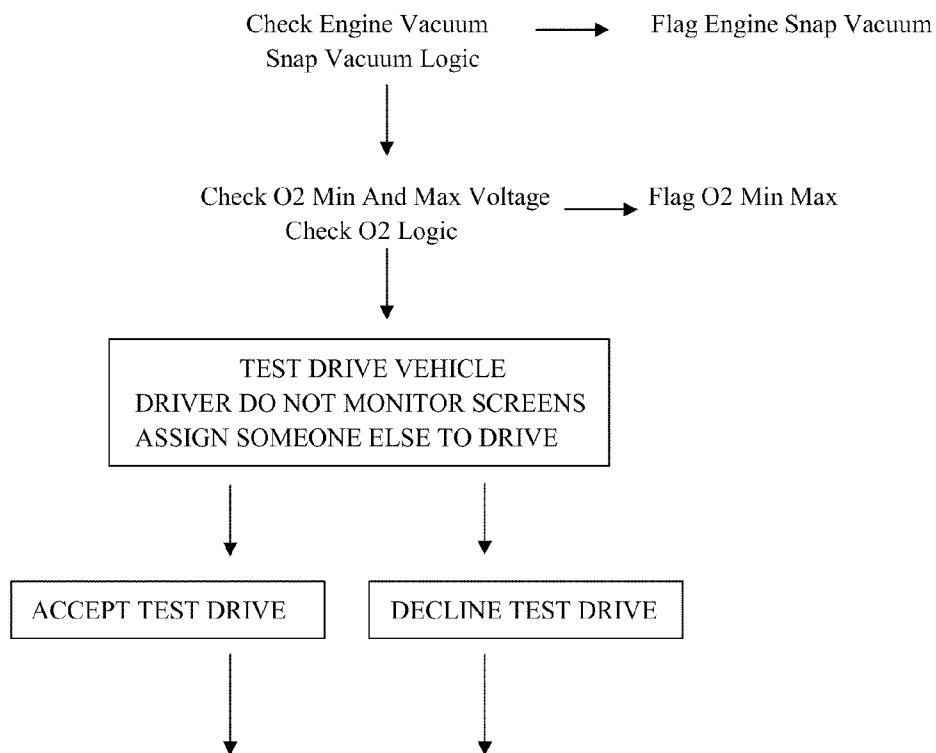 Check Engine Vacuum
Snap Vacuum Logic
Flag Engine Snap Vacuum
Check O2 Min And Max Voltage
Check O2 Logic
Flag O2 Min Max
TEST DRIVE VEHICLE
DRIVER DO NOT MONITOR SCREENS
ASSIGN SOMEONE ELSE TO DRIVE
ACCEPT TEST DRIVE
DECLINE TEST DRIVE